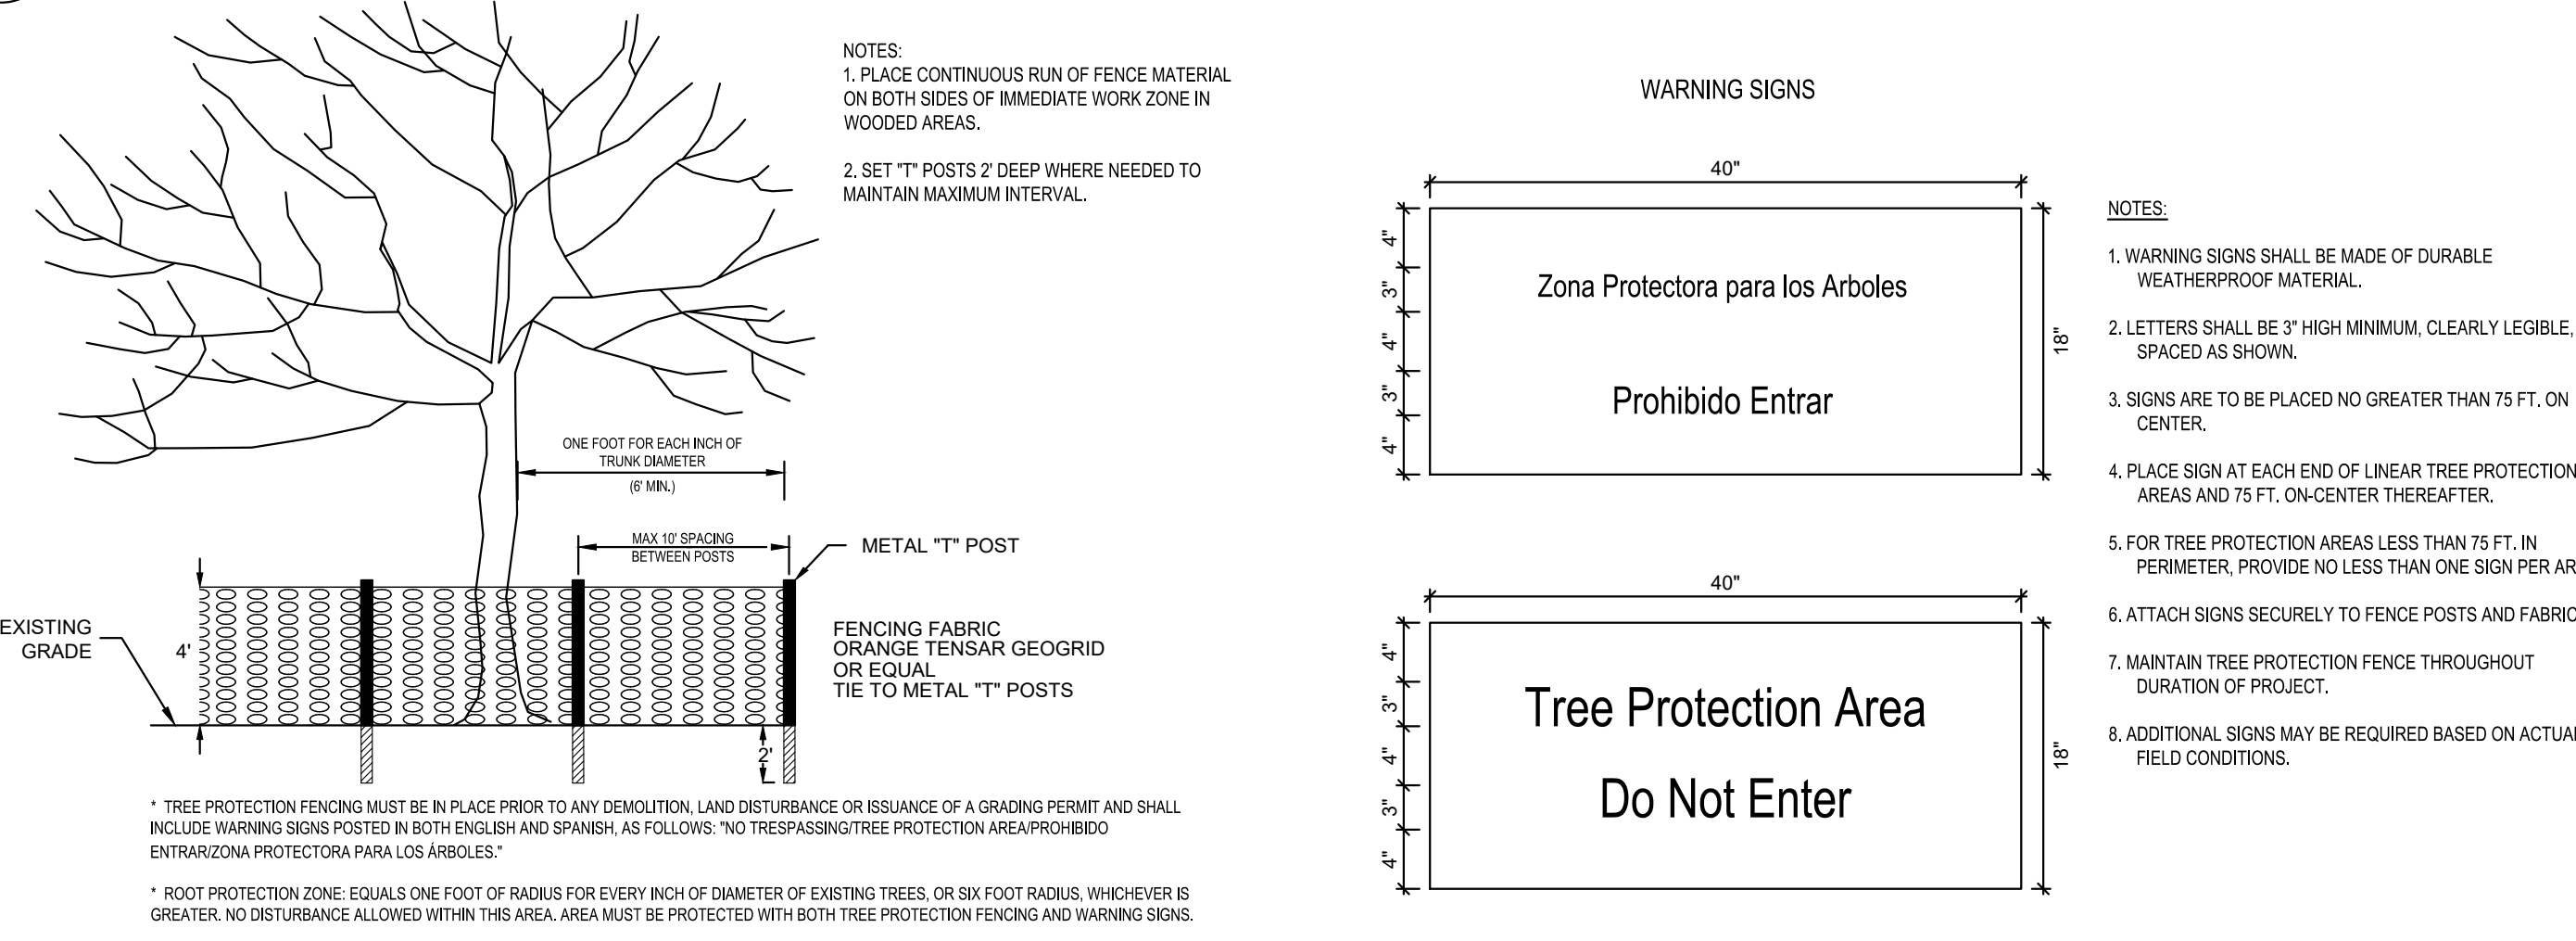 NOTES:
1. PLACE CONTINUOUS RUN OF FENCE MATERIAL
ON BOTH SIDES OF IMMEDIATE WORK ZONE IN
WOODED AREAS.
2. SET "T" POSTS 2' DEEP WHERE NEEDED TO
MAINTAIN MAXIMUM INTERVAL.
ONE FOOT FOR EACH INCH OF
TRUNK DIAMETER
(6' MIN.)
MAX 10' SPACING
BETWEEN POSTS
METAL "T" POST
EXISTING
GRADE
4'
FENCING FABRIC
ORANGE TENSAR GEOGRID
OR EQUAL
TIE TO METAL "T" POSTS
2'
* TREE PROTECTION FENCING MUST BE IN PLACE PRIOR TO ANY DEMOLITION, LAND DISTURBANCE OR ISSUANCE OF A GRADING PERMIT AND SHALL
INCLUDE WARNING SIGNS POSTED IN BOTH ENGLISH AND SPANISH, AS FOLLOWS: "NO TRESPASSING/TREE PROTECTION AREA/PROHIBIDO
ENTRAR/ZONA PROTECTORA PARA LOS ÁRBOLES."
* ROOT PROTECTION ZONE: EQUALS ONE FOOT OF RADIUS FOR EVERY INCH OF DIAMETER OF EXISTING TREES, OR SIX FOOT RADIUS, WHICHEVER IS
GREATER. NO DISTURBANCE ALLOWED WITHIN THIS AREA. AREA MUST BE PROTECTED WITH BOTH TREE PROTECTION FENCING AND WARNING SIGNS.
WARNING SIGNS
40"
4"
3"
4"
3"
4"
Zona Protectora para los Arboles
Prohibido Entrar
18"
40"
4"
3"
4"
3"
4"
Tree Protection Area
Do Not Enter
18"
NOTES:
1. WARNING SIGNS SHALL BE MADE OF DURABLE
WEATHERPROOF MATERIAL.
2. LETTERS SHALL BE 3" HIGH MINIMUM, CLEARLY LEGIBLE,
SPACED AS SHOWN.
3. SIGNS ARE TO BE PLACED NO GREATER THAN 75 FT. ON
CENTER.
4. PLACE SIGN AT EACH END OF LINEAR TREE PROTECTION
AREAS AND 75 FT. ON-CENTER THEREAFTER.
5. FOR TREE PROTECTION AREAS LESS THAN 75 FT. IN
PERIMETER, PROVIDE NO LESS THAN ONE SIGN PER
6. ATTACH SIGNS SECURELY TO FENCE POSTS AND FABRIC
7. MAINTAIN TREE PROTECTION FENCE THROUGHOUT
DURATION OF PROJECT.
8. ADDITIONAL SIGNS MAY BE REQUIRED BASED ON
FIELD CONDITIONS.